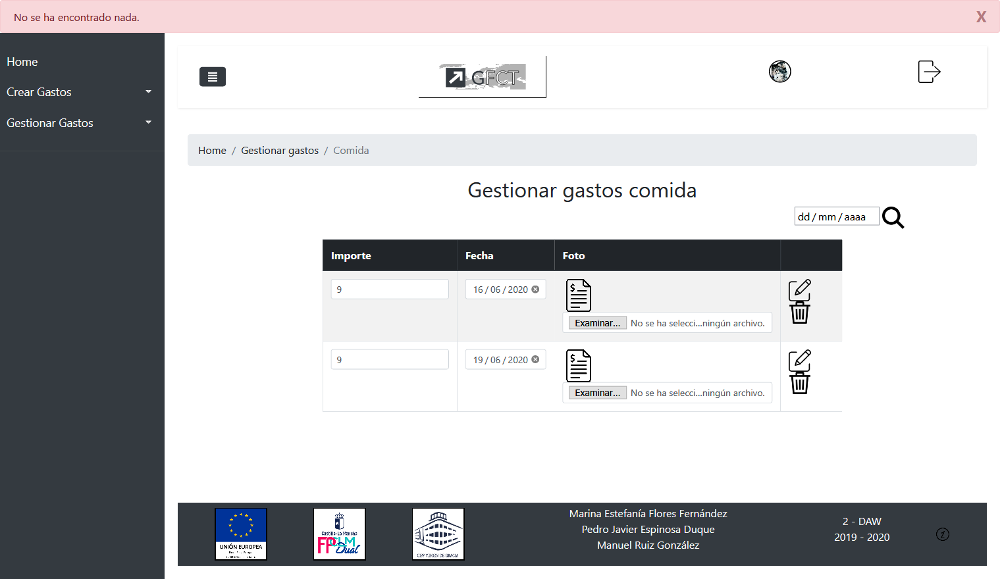 No se ha encontrado nada.
X
Home
Crear Gastos
Gestionar Gastos
GFCT
Home / Gestionar gastos / Comida
Gestionar gastos comida
dd / mm / aaaa
Importe Fecha Foto
9 16 / 06 / 2020
$
Examinar... No se ha selecci...ningún archivo.
9 19 / 06 / 2020
$
Examinar... No se ha selecci...ningún archivo.
UNIÓN EUROPEA
Castilla-La Mancha
FPCLM
Dual
CIFP VIRGEN DE GRACIA
Marina Estefanía Flores Fernández
Pedro Javier Espinosa Duque
Manuel Ruiz González
2 - DAW
2019 - 2020